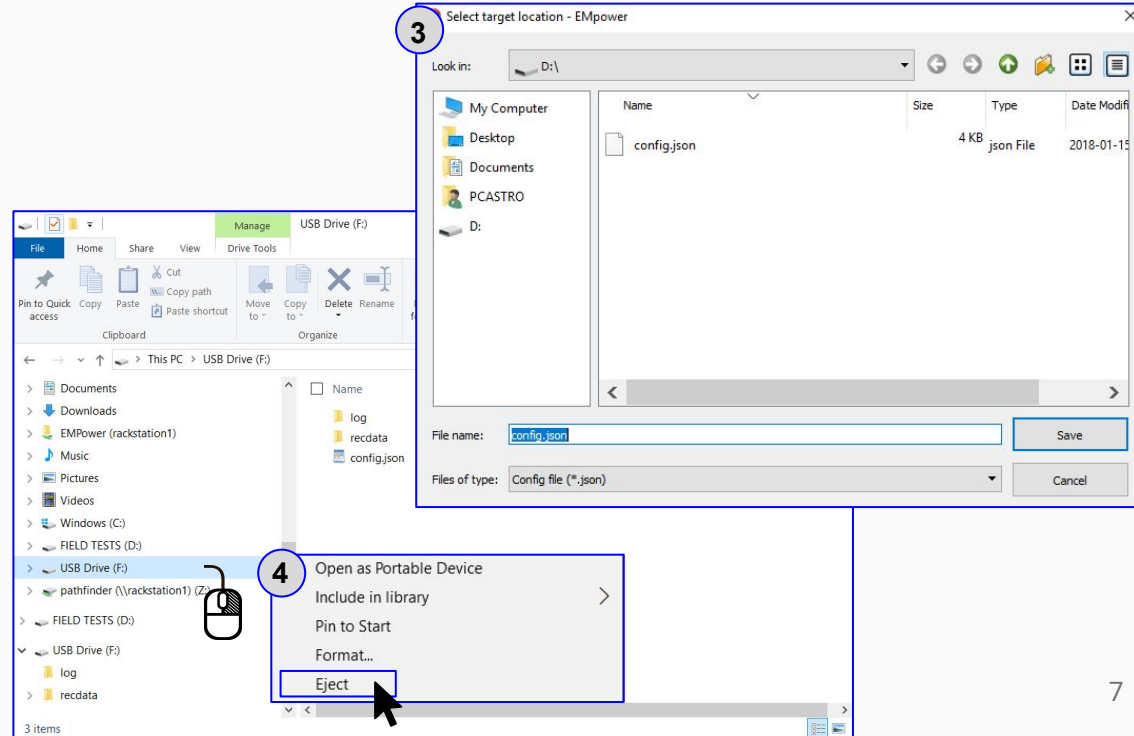 3
Select target location - EMpower
Look in: D:\
My Computer
Desktop
Documents
PCASTRO
D:
Name Size Type Date Modifi
config.json 4 KB json File 2018-01-15
File name: config.json Save
Files of type: Config file (*.json) Cancel
Manage USB Drive (F:)
File Home Share View Drive Tools
Pin to Quick access
Copy
Paste
Cut
Copy path
Paste shortcut
Clipboard
Move to
Copy to
Delete
Rename
Organize
This PC > USB Drive (F:)
Documents
Downloads
EMPower (rackstation1)
Music
Pictures
Videos
Windows (C:)
FIELD TESTS (D:)
USB Drive (F:)
pathfinder (\\rackstation1) (Z:)
FIELD TESTS (D:)
USB Drive (F:)
log
recdata
Name
log
recdata
config.json
3 items
4
Open as Portable Device
Include in library
Pin to Start
Format...
Eject
7